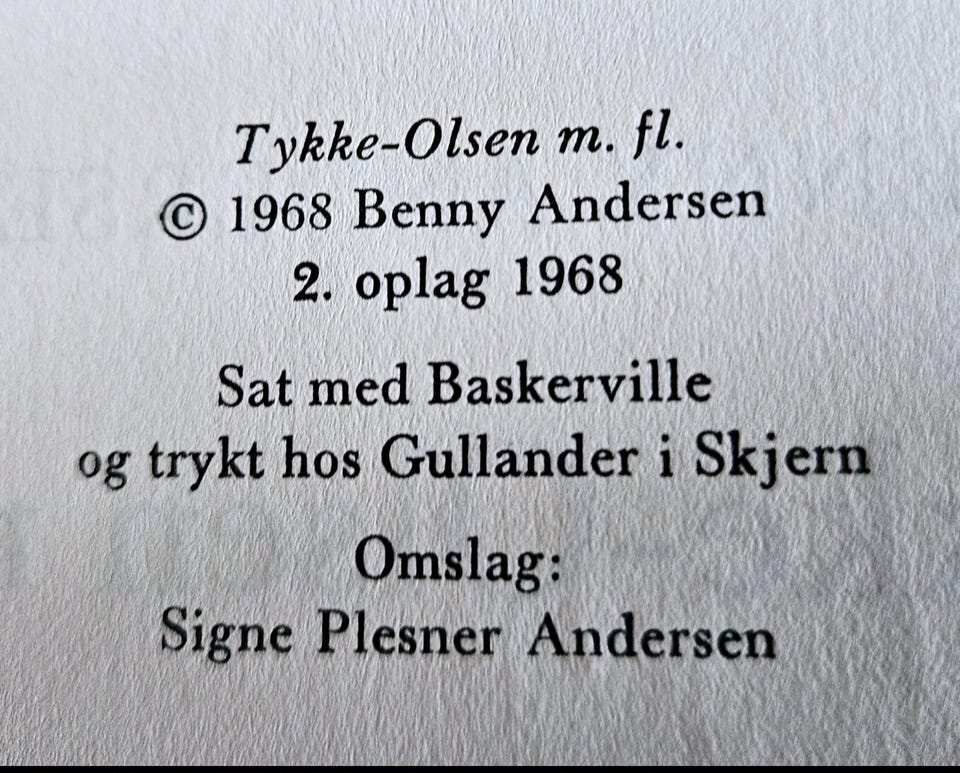 Tykke-Olsen m. fl.
© 1968 Benny Andersen
2. oplag 1968
Sat med Baskerville
og trykt hos Gullander i Skjern
Omslag:
Signe Plesner Andersen